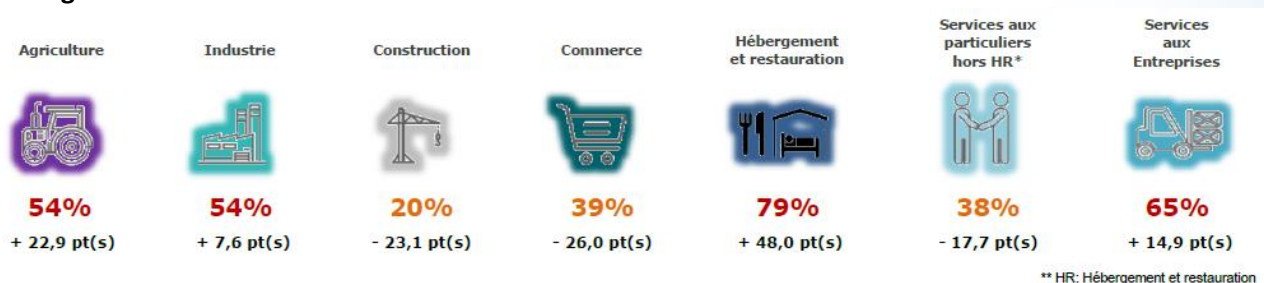 Agriculture
Industrie
Construction
Commerce
Hébergement
et restauration
Services aux
particuliers
hors HR*
Services
aux
Entreprises
54%
54%
20%
39%
79%
38%
65%
+ 22,9 pt(s)
+ 7,6 pt(s)
- 23,1 pt(s)
- 26,0 pt(s)
+ 48,0 pt(s)
- 17,7 pt(s)
+ 14,9 pt(s)
** HR: Hébergement et restauration